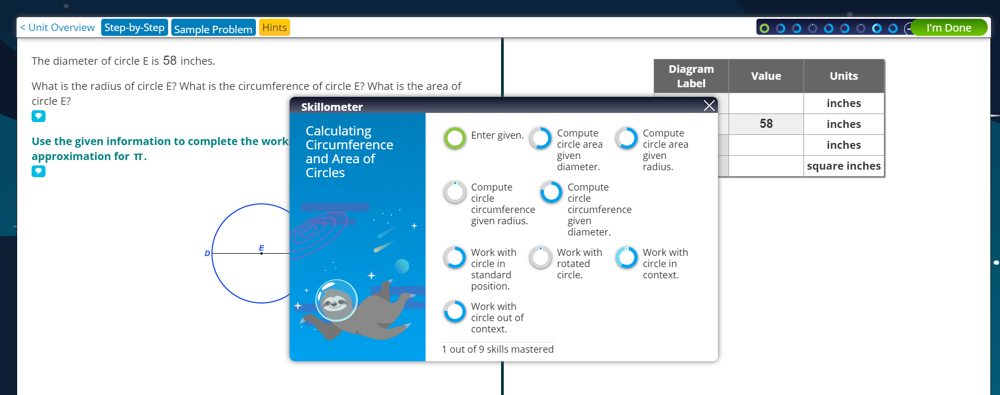 < Unit Overview Step-by-Step Sample Problem Hints I'm Done
The diameter of circle E is 58 inches.
What is the radius of circle E? What is the circumference of circle E? What is the area of
circle E?
Use the given information to complete the
approximation for π.
D
E
Diagram
Label
Value
Units
inches
58
inches
inches
square inches
Skillometer
Calculating
Circumference
and Area of
Circles
Enter given.
Compute
circle area
given
diameter.
Compute
circle area
given
radius.
Compute
circle
circumference
given radius.
Compute
circle
circumference
given
diameter.
Work with
circle in
standard
position.
Work with
rotated
circle.
Work with
circle in
context.
Work with
circle out of
context.
1 out of 9 skills mastered